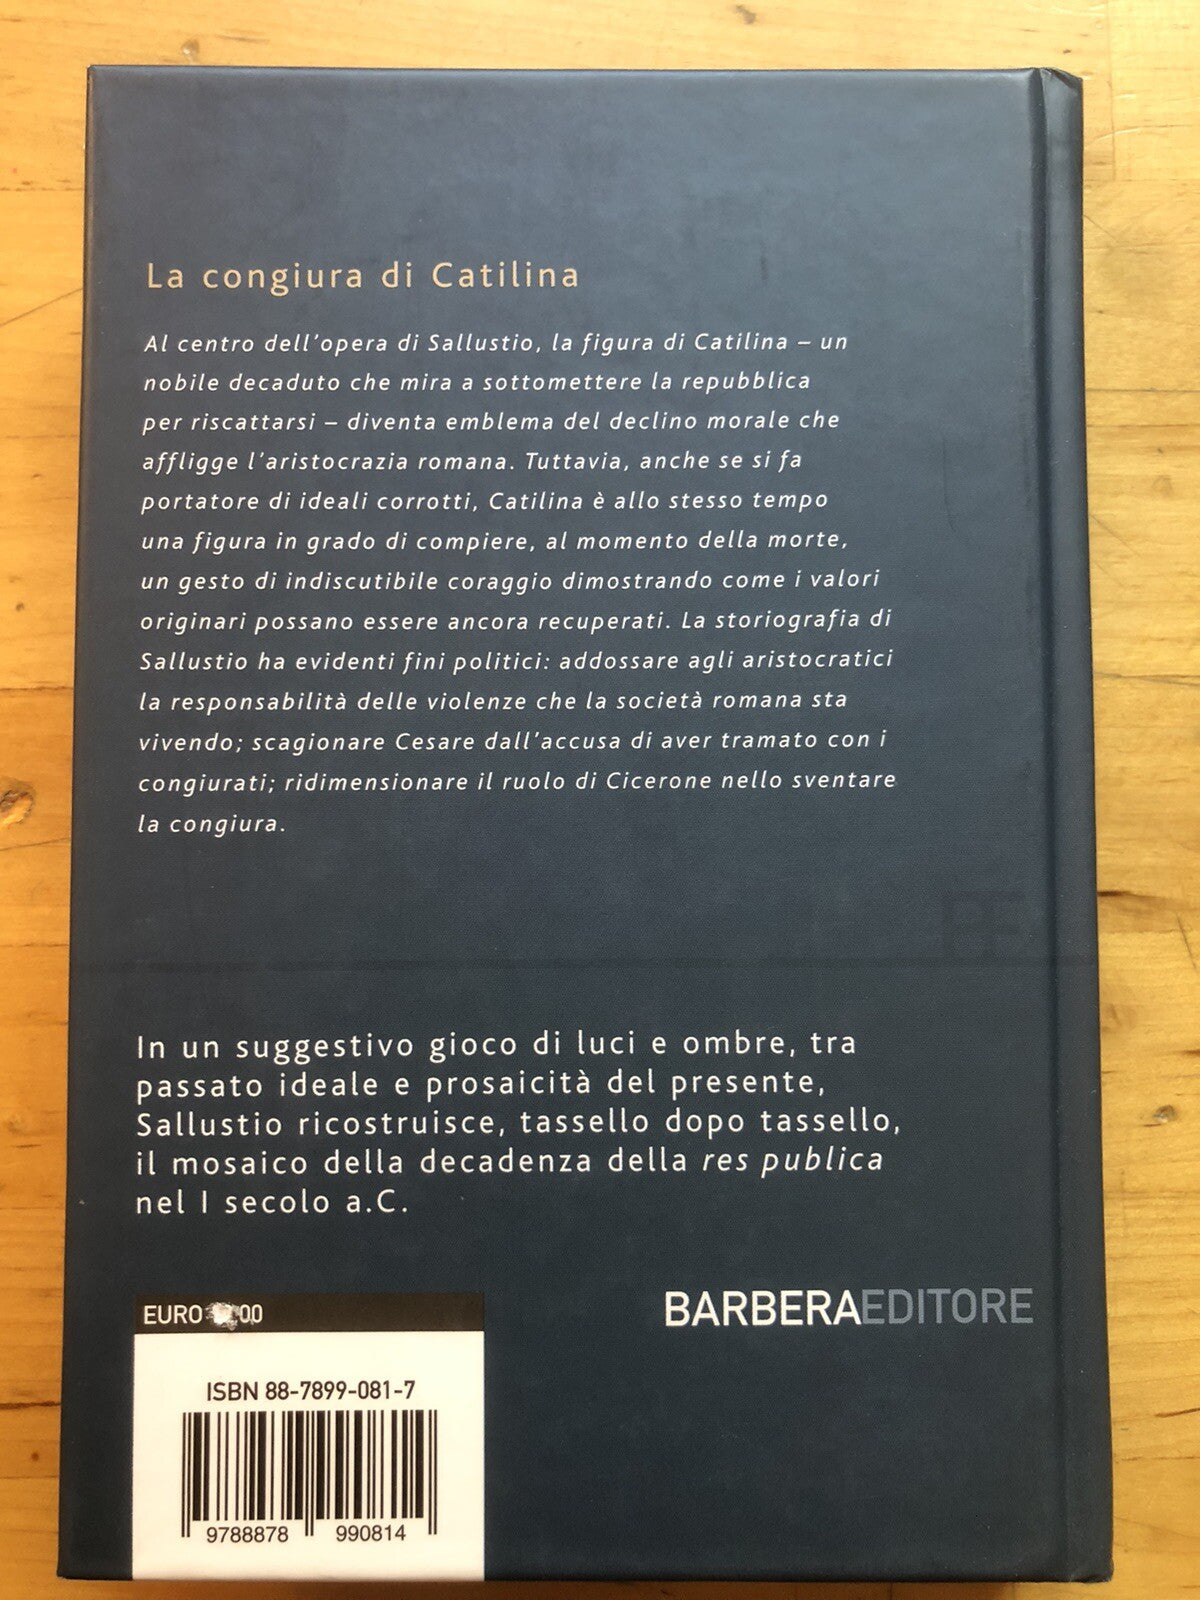 La congiura di Catilina
Al centro dell'opera di Sallustio, la figura di Catilina – un
nobile decaduto che mira a sottomettere la repubblica
per riscattarsi – diventa emblema del declino morale che
affligge l'aristocrazia romana. Tuttavia, anche se si fa
portatore di ideali corrotti, Catilina è allo stesso tempo
una figura in grado di compiere, al momento della morte,
un gesto di indiscutibile coraggio dimostrando come i valori
originari possano essere ancora recuperati. La storiografia di
Sallustio ha evidenti fini politici: addossare agli aristocratici
la responsabilità delle violenze che la società romana sta
vivendo; scagionare Cesare dall'accusa di aver tramato con i
congiurati; ridimensionare il ruolo di Cicerone nello sventare
la congiura.
In un suggestivo gioco di luci e ombre, tra
passato ideale e prosaicità del presente,
Sallustio ricostruisce, tassello dopo tassello,
il mosaico della decadenza della res publica
nel I secolo a.C.
BARBERAEDITORE
EURO
ISBN 88-7899-081-7
9788878 990814